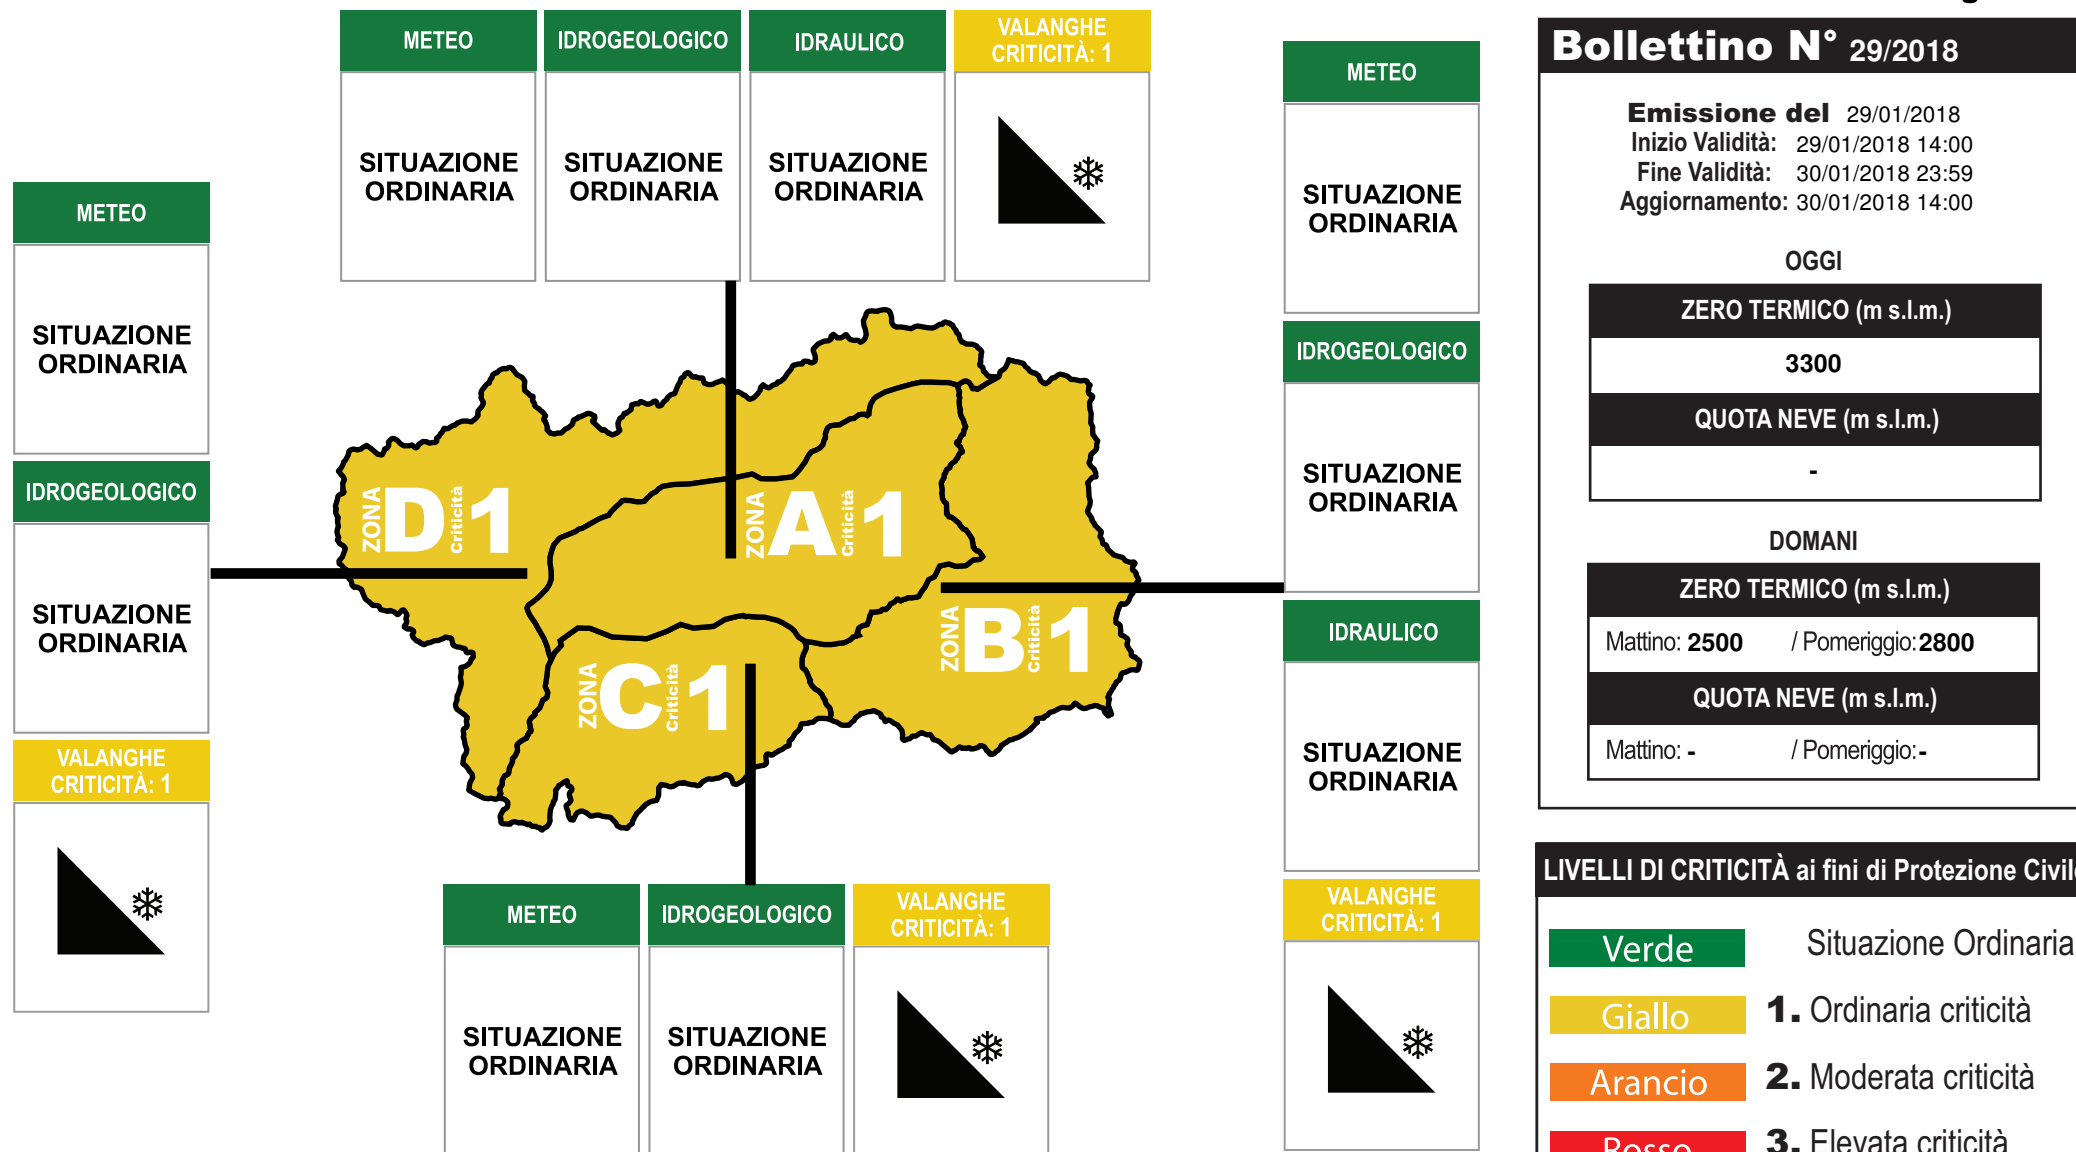 METEO
SITUAZIONE
ORDINARIA
IDROGEOLOGICO
SITUAZIONE
ORDINARIA
IDRAULICO
SITUAZIONE
ORDINARIA
VALANGHE
CRITICITÀ: 1
METEO
SITUAZIONE
ORDINARIA
IDROGEOLOGICO
SITUAZIONE
ORDINARIA
VALANGHE
CRITICITÀ: 1
ZONA D Criticità 1
ZONA A Criticità 1
ZONA B Criticità 1
ZONA C Criticità 1
METEO
SITUAZIONE
ORDINARIA
IDROGEOLOGICO
SITUAZIONE
ORDINARIA
VALANGHE
CRITICITÀ: 1
METEO
SITUAZIONE
ORDINARIA
IDROGEOLOGICO
SITUAZIONE
ORDINARIA
IDRAULICO
SITUAZIONE
ORDINARIA
VALANGHE
CRITICITÀ: 1
Bollettino N° 29/2018
Emissione del 29/01/2018
Inizio Validità: 29/01/2018 14:00
Fine Validità: 30/01/2018 23:59
Aggiornamento: 30/01/2018 14:00
OGGI
ZERO TERMICO (m s.l.m.)
3300
QUOTA NEVE (m s.l.m.)
-
DOMANI
ZERO TERMICO (m s.l.m.)
Mattino: 2500 / Pomeriggio: 2800
QUOTA NEVE (m s.l.m.)
Mattino: - / Pomeriggio: -
LIVELLI DI CRITICITÀ ai fini di Protezione Civile
Verde Situazione Ordinaria
Giallo 1. Ordinaria criticità
Arancio 2. Moderata criticità
Rosso 3. Elevata criticità